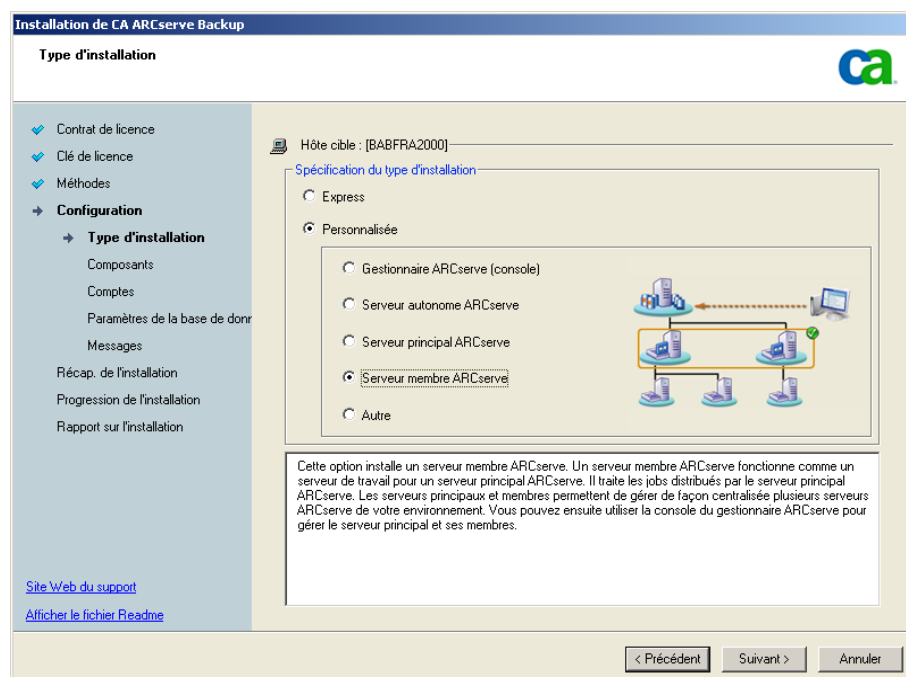 Installation de CA ARCserve Backup
Type d'installation
ca
Contrat de licence
Clé de licence
Méthodes
Configuration
Type d'installation
Composants
Comptes
Paramètres de la base de donr
Messages
Récap. de l'installation
Progression de l'installation
Rapport sur l'installation
Site Web du support
Afficher le fichier Readme
Hôte cible : [BABFRA2000]
Spécification du type d'installation
Express
Personnalisée
Gestionnaire ARCserve (console)
Serveur autonome ARCserve
Serveur principal ARCserve
Serveur membre ARCserve
Autre
Cette option installe un serveur membre ARCserve. Un serveur membre ARCserve fonctionne comme un
serveur de travail pour un serveur principal ARCserve. Il traite les jobs distribués par le serveur principal
ARCserve. Les serveurs principaux et membres permettent de gérer de façon centralisée plusieurs serveurs
ARCserve de votre environnement. Vous pouvez ensuite utiliser la console du gestionnaire ARCserve pour
gérer le serveur principal et ses membres.
< Précédent
Suivant >
Annuler